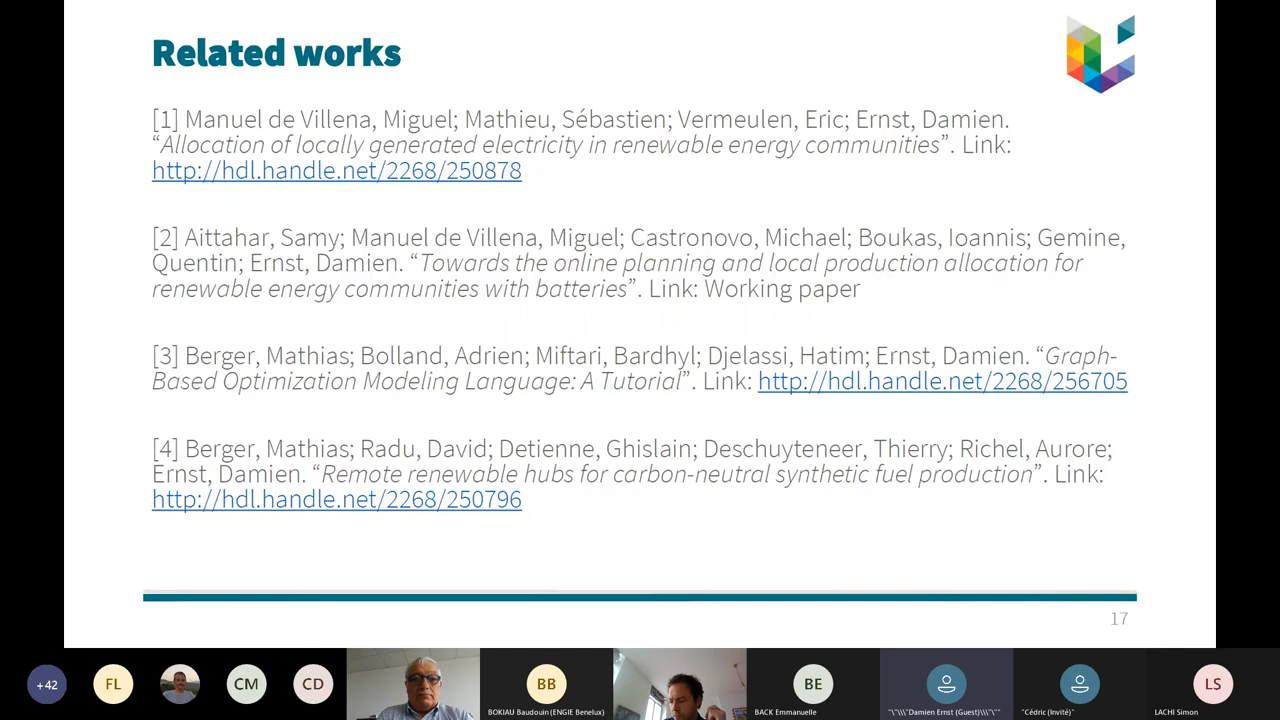 Related works
[1] Manuel de Villena, Miguel; Mathieu, Sébastien; Vermeulen, Eric; Ernst, Damien.
“Allocation of locally generated electricity in renewable energy communities”. Link:
http://hdl.handle.net/2268/250878
[2] Aittahar, Samy; Manuel de Villena, Miguel; Castronovo, Michael; Boukas, Ioannis; Gemine,
Quentin; Ernst, Damien. “Towards the online planning and local production allocation for
renewable energy communities with batteries”. Link: Working paper
[3] Berger, Mathias; Bolland, Adrien; Miftari, Bardhyl; Djelassi, Hatim; Ernst, Damien. “Graph-
Based Optimization Modeling Language: A Tutorial”. Link: http://hdl.handle.net/2268/256705
[4] Berger, Mathias; Radu, David; Detienne, Ghislain; Deschuyteneer, Thierry; Richel, Aurore;
Ernst, Damien. “Remote renewable hubs for carbon-neutral synthetic fuel production”. Link:
http://hdl.handle.net/2268/250796
17
+42
FL
CM
CD
BB
BOKIAU Baudouin (ENGIE Benelux)
BE
BACK Emmanuelle
"\"\\\"Damien Ernst (Guest)\\\"\""
"Cédric (Invité)"
LS
LACHI Simon